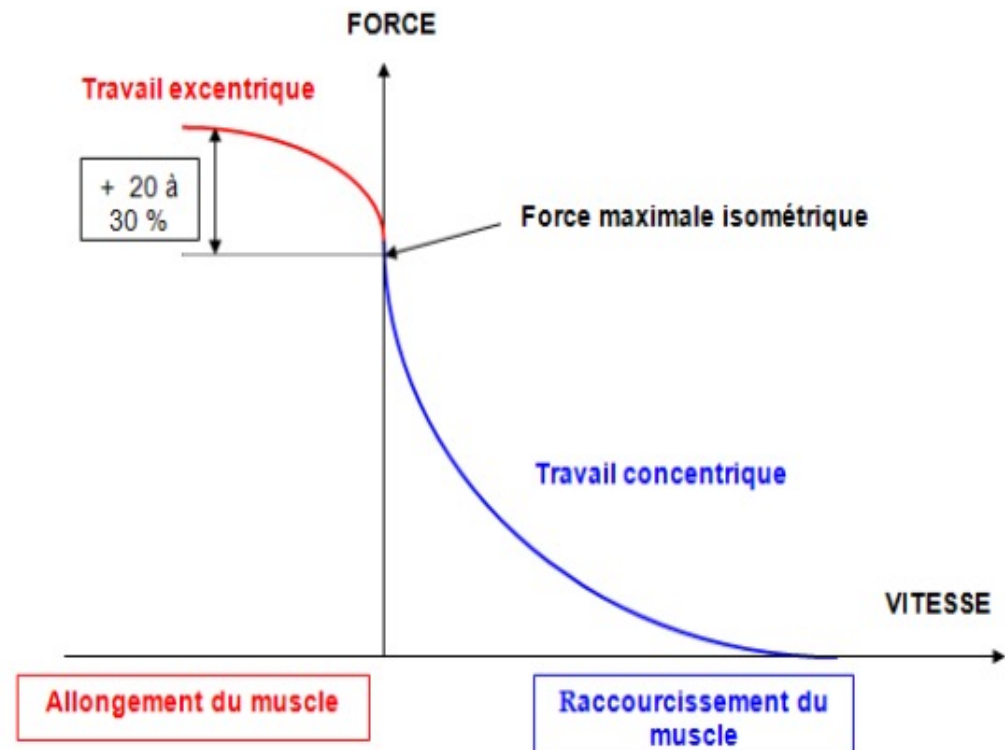 FORCE
Travail excentrique
+ 20 à
30 %
Force maximale isométrique
Travail concentrique
VITESSE
Allongement du muscle
Raccourcissement du
muscle